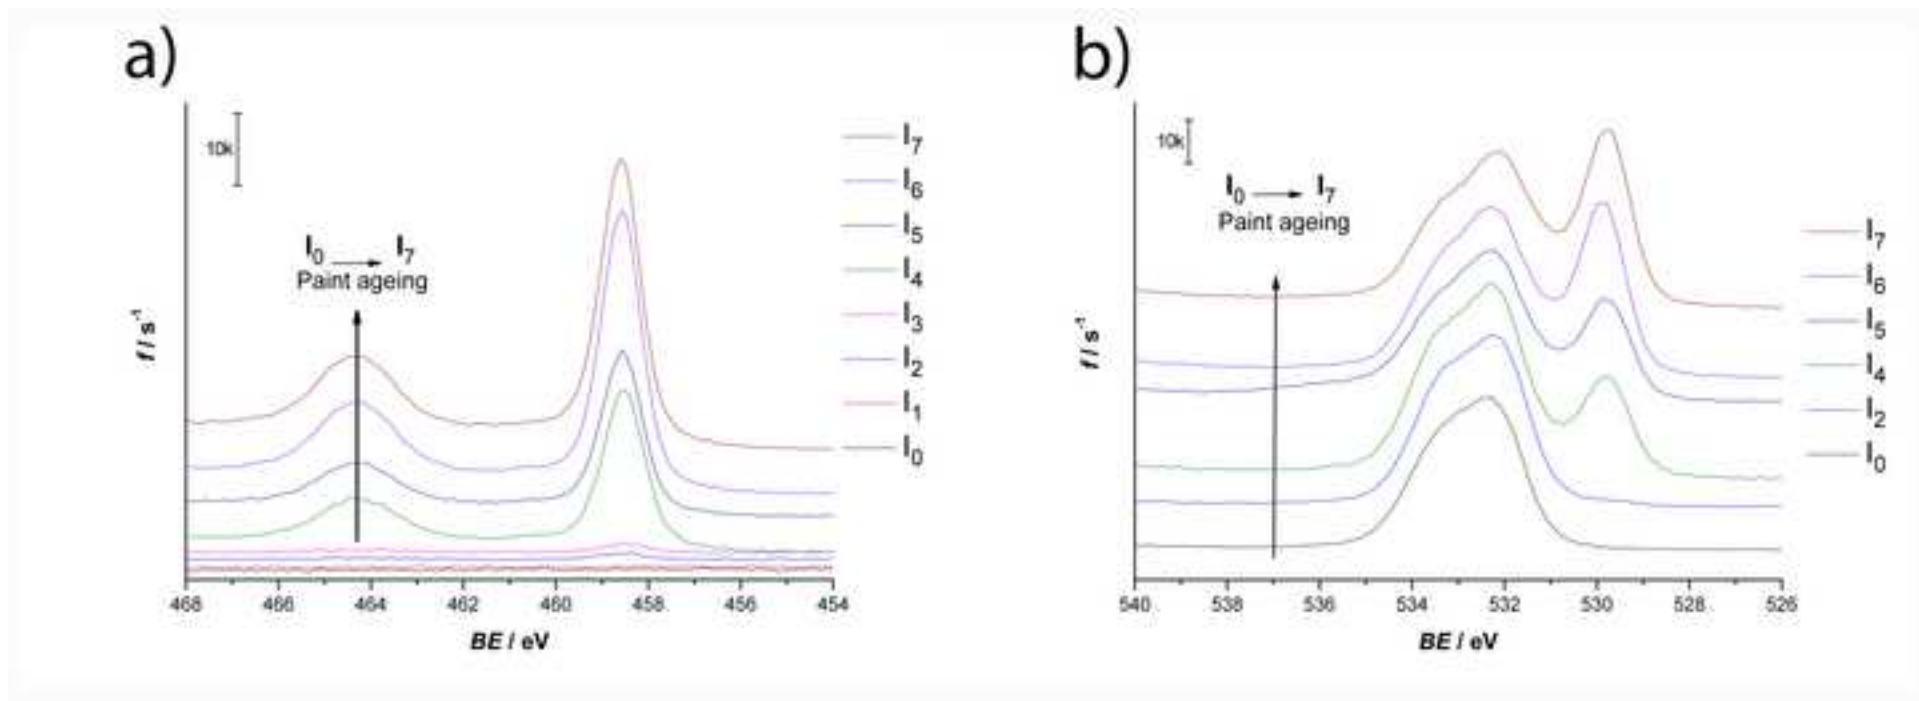 a)
10k
I0 → I7
Paint ageing
f / s-1
I7
I6
I5
I4
I3
I2
I1
I0
468 466 464 462 460 458 456 454
BE / eV
b)
10k
I0 → I7
Paint ageing
f / s-1
I7
I6
I5
I4
I2
I0
540 538 536 534 532 530 528 526
BE / eV